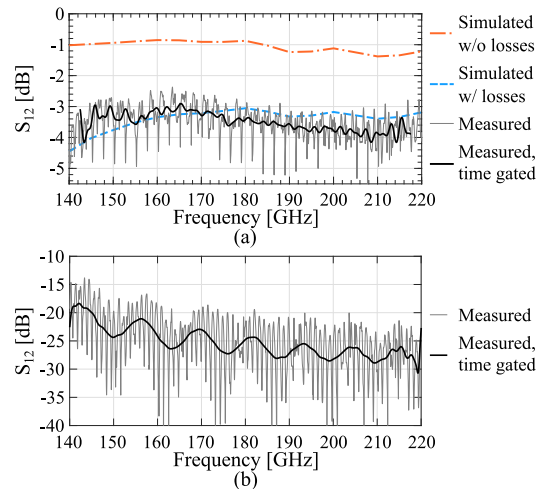 0
-1
-2
-3
-4
-5
S12 [dB]
140 150 160 170 180 190 200 210 220
Frequency [GHz]
(a)
Simulated
w/o losses
Simulated
w/ losses
Measured
Measured,
time gated
-10
-15
-20
-25
-30
-35
-40
S12 [dB]
140 150 160 170 180 190 200 210 220
Frequency [GHz]
(b)
Measured
Measured,
time gated